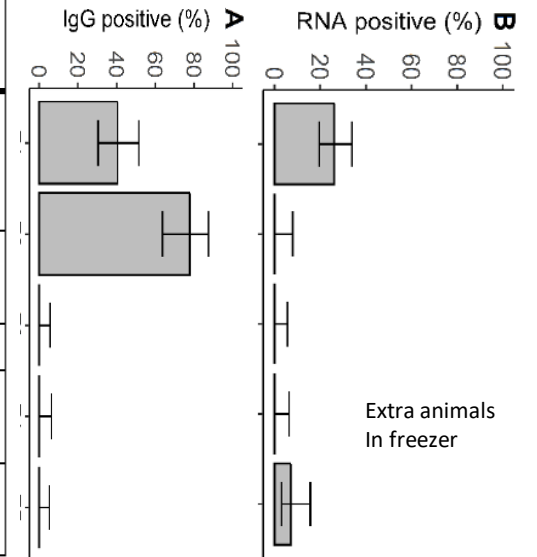 IgG positive (%) A
RNA positive (%) B
0 20 40 60 80 100
0 20 40 60 80 100
Extra animals
In freezer